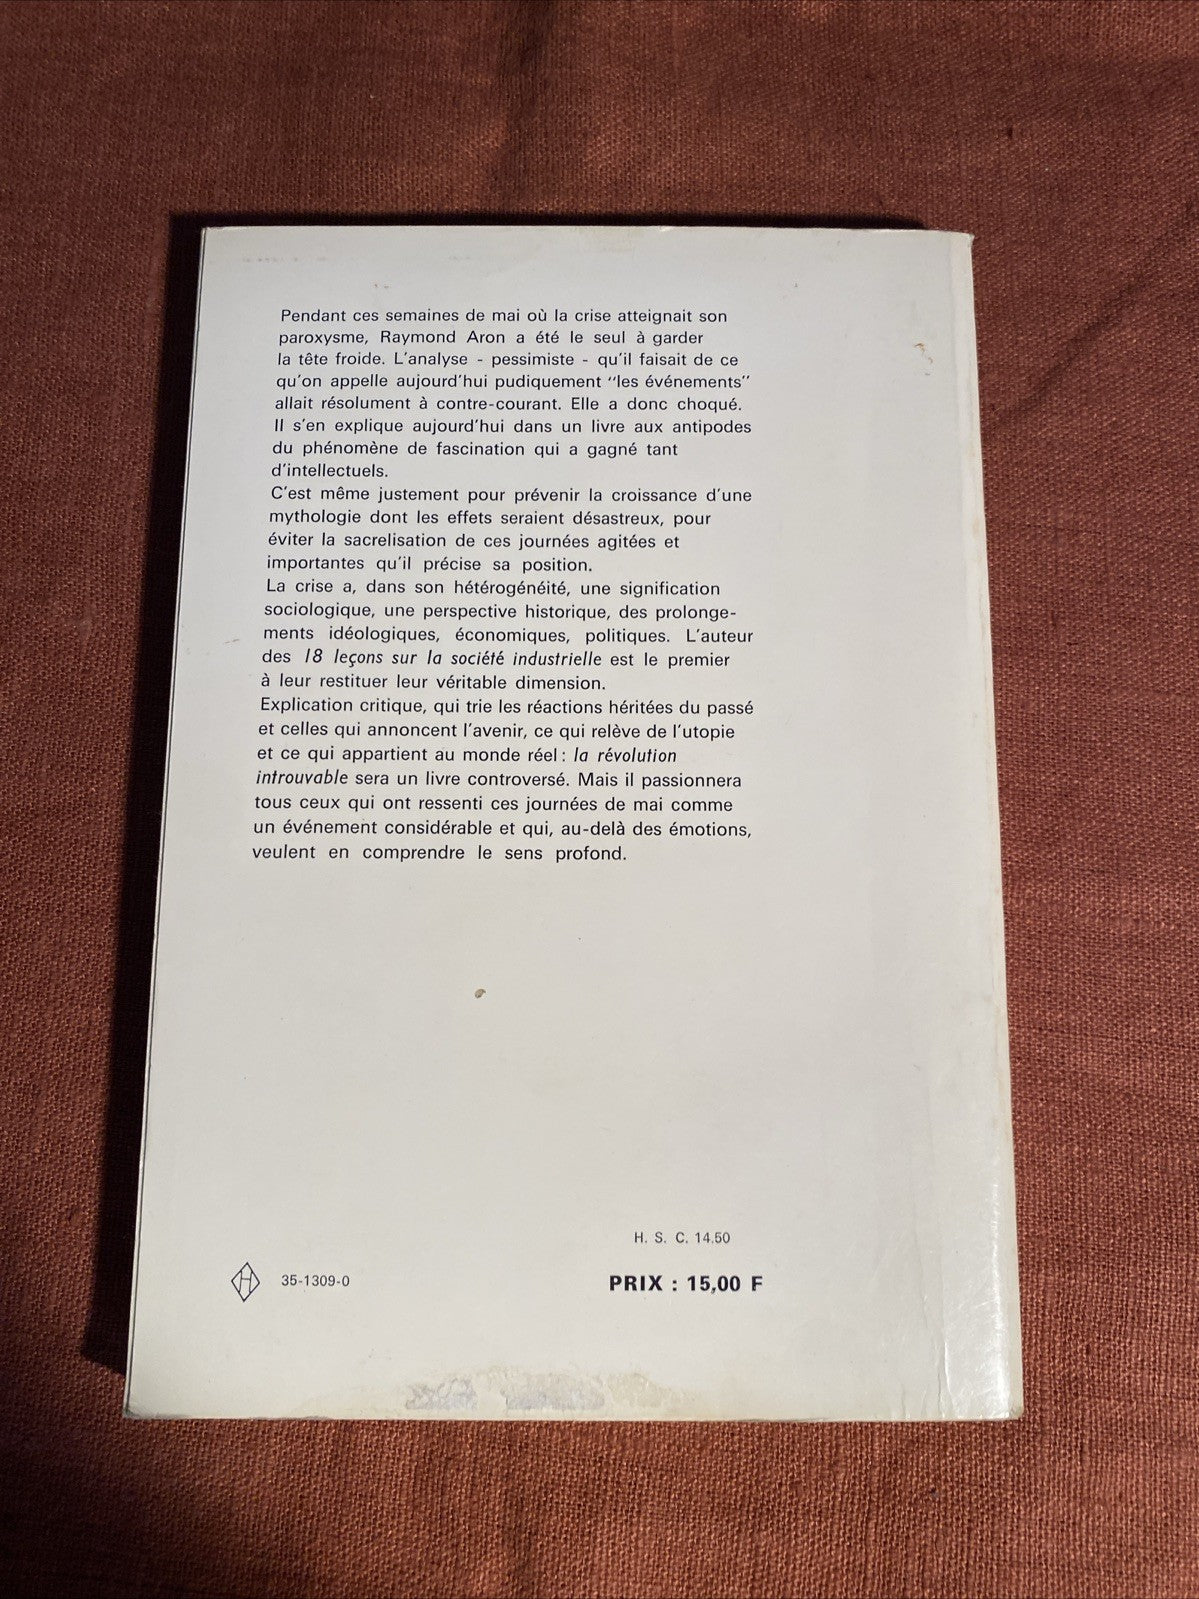 Pendant ces semaines de mai où la crise atteignait son
paroxysme, Raymond Aron a été le seul à garder
la tête froide. L'analyse - pessimiste - qu'il faisait de ce
qu'on appelle aujourd'hui pudiquement "les événements"
allait résolument à contre-courant. Elle a donc choqué.
Il s'en explique aujourd'hui dans un livre aux antipodes
du phénomène de fascination qui a gagné tant
d'intellectuels.
C'est même justement pour prévenir la croissance d'une
mythologie dont les effets seraient désastreux, pour
éviter la sacrelisation de ces journées agitées et
importantes qu'il précise sa position.
La crise a, dans son hétérogénéité, une signification
sociologique, une perspective historique, des prolonge-
ments idéologiques, économiques, politiques. L'auteur
des 18 leçons sur la société industrielle est le premier
à leur restituer leur véritable dimension.
Explication critique, qui trie les réactions héritées du passé
et celles qui annoncent l'avenir, ce qui relève de l'utopie
et ce qui appartient au monde réel : la révolution
introuvable sera un livre controversé. Mais il passionnera
tous ceux qui ont ressenti ces journées de mai comme
un événement considérable et qui, au-delà des émotions,
veulent en comprendre le sens profond.
H. S. C. 14.50
H 35-1309-0
PRIX : 15,00 F